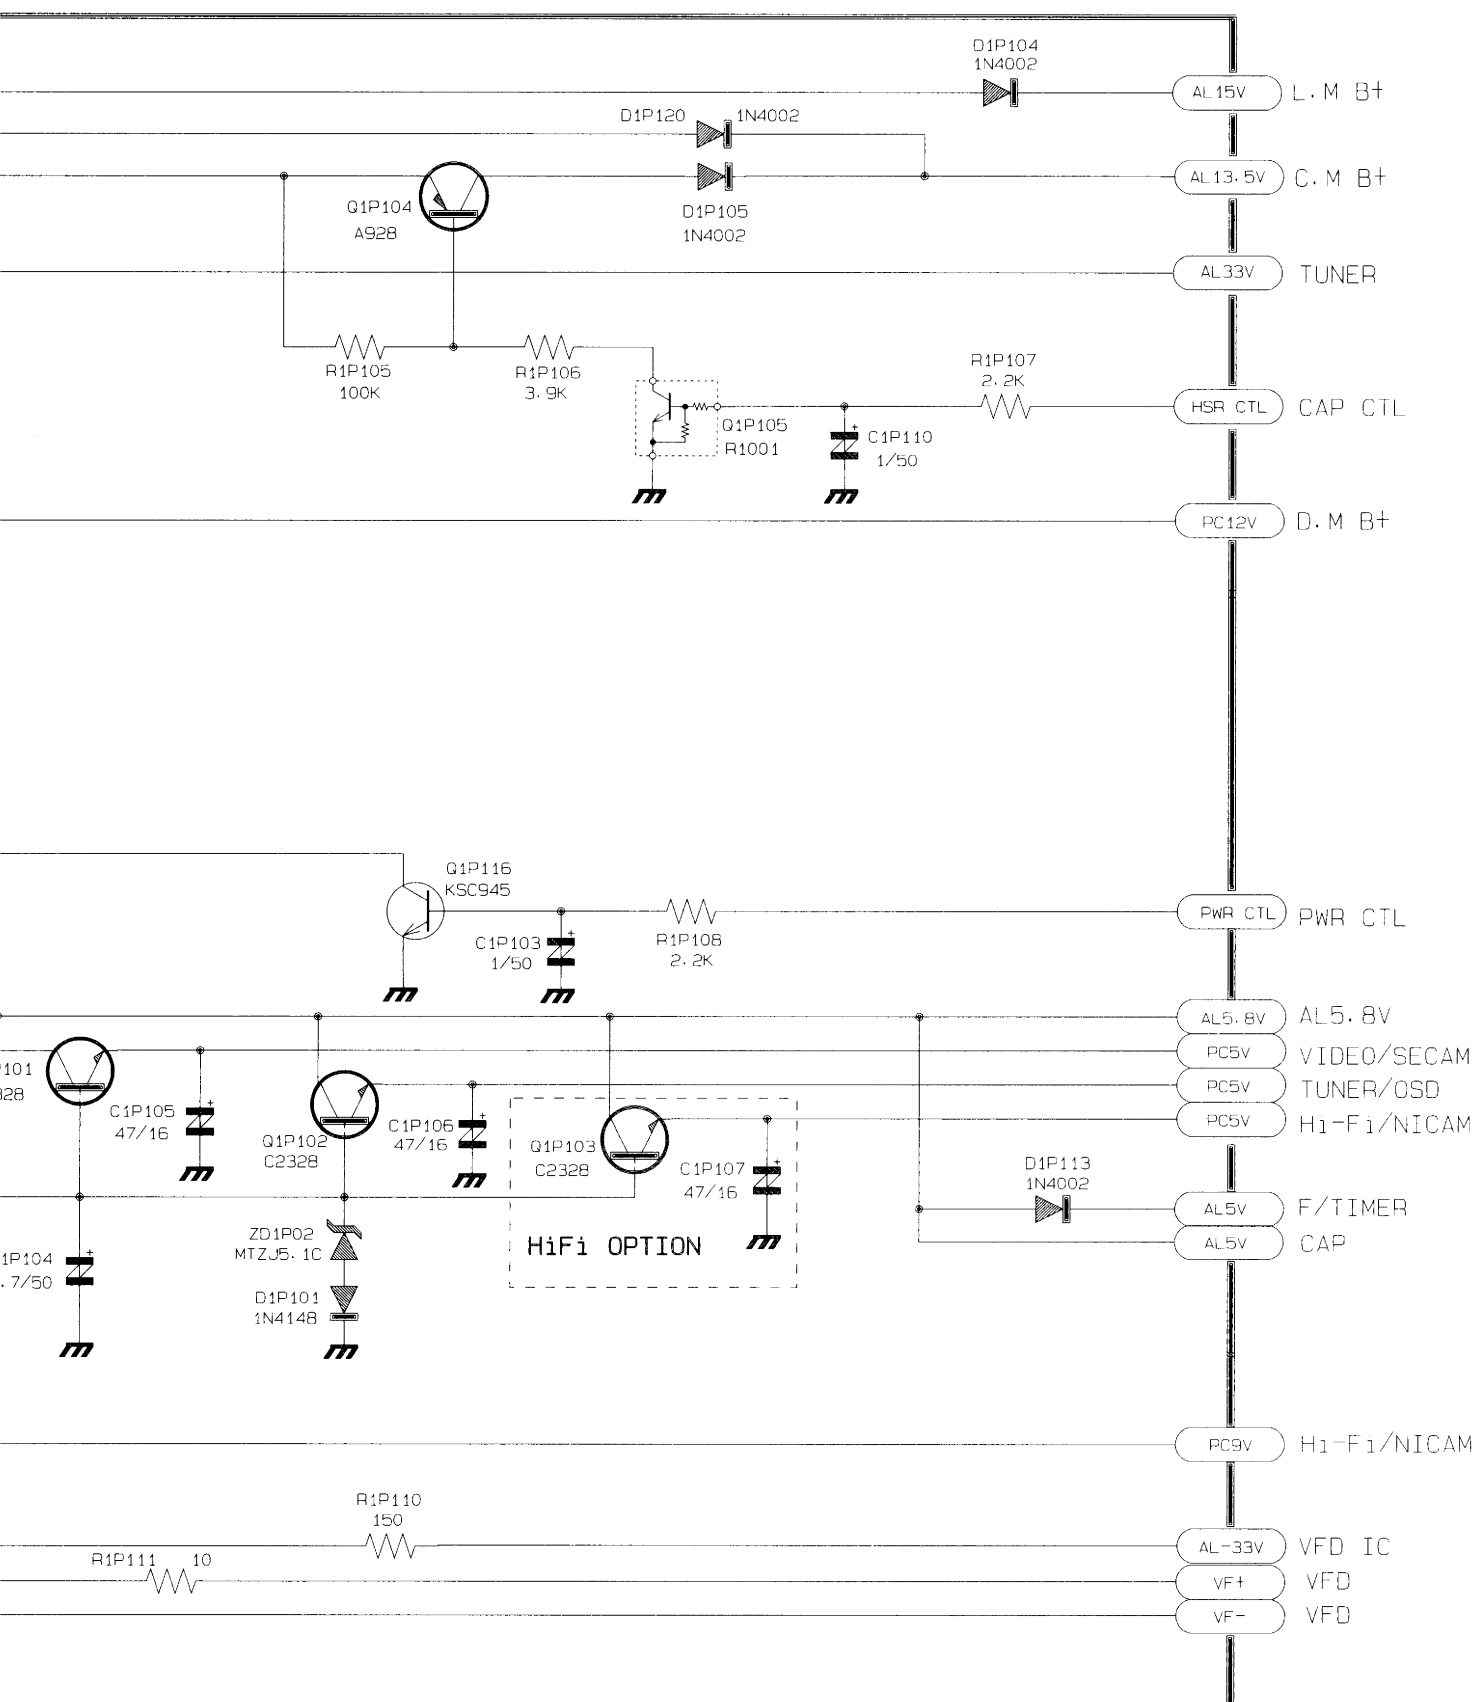 D1P104
1N4002
AL15V L.M B+
D1P120 1N4002
AL13.5V C.M B+
Q1P104
A928
D1P105
1N4002
AL33V TUNER
R1P105
100K
R1P106
3.9K
R1P107
2.2K
HSR CTL CAP CTL
Q1P105
R1001
C1P110
+
1/50
PC12V D.M B+
Q1P116
KSC945
PWR CTL PWR CTL
C1P103
+
1/50
R1P108
2.2K
AL5.8V AL5.8V
PC5V VIDEO/SECAM
101
328
PC5V TUNER/OSD
C1P105
+
47/16
Q1P102
C2328
C1P106
+
47/16
PC5V Hi-Fi/NICAM
Q1P103
C2328
C1P107
+
47/16
D1P113
1N4002
AL5V F/TIMER
ZD1P02
MTZJ5.1C
HiFi OPTION
AL5V CAP
1P104
+
.7/50
D1P101
1N4148
PC9V Hi-Fi/NICAM
R1P110
150
AL-33V VFD IC
R1P111 10
VF+ VFD
VF- VFD